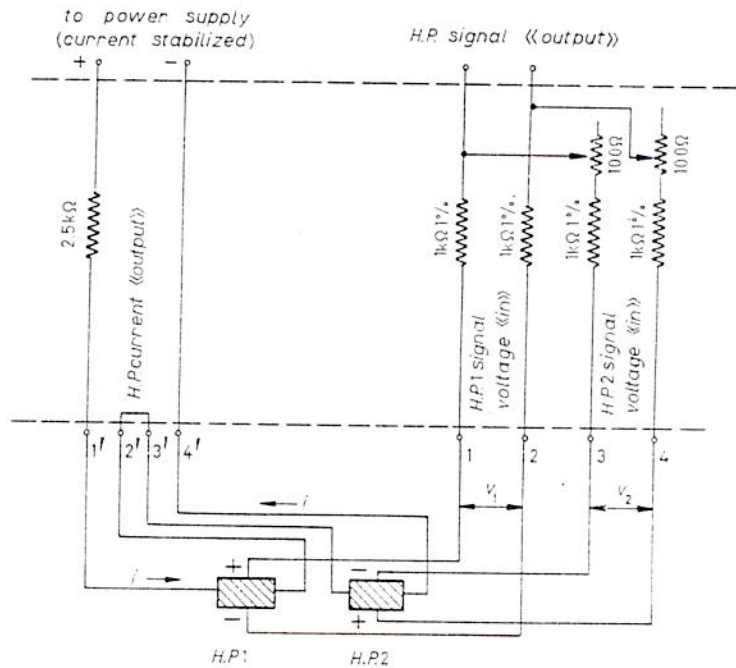 to power supply
(current stabilized)
H.P. signal «output»
+
-
2.5kΩ
H.P. current «output»
1kΩ 1%.
1kΩ 1%.
1kΩ 1%.
1kΩ 1%.
100Ω
100Ω
H.P.1 signal
voltage «in»
H.P.2 signal
voltage «in»
1'
2'
3'
4'
1
2
3
4
i
V1
V2
i
+
-
-
+
H.P.1
H.P.2